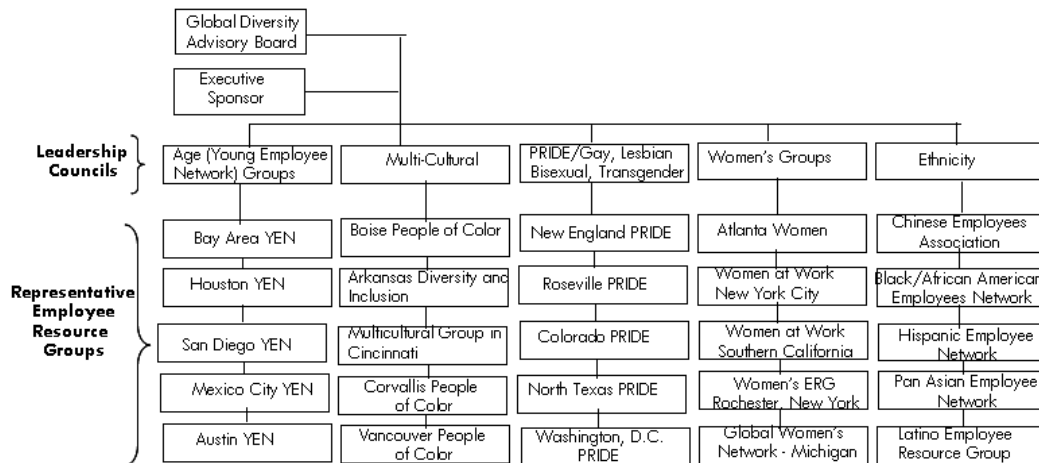 Global Diversity
Advisory Board
Executive
Sponsor
Leadership
Councils
Age (Young Employee
Network) Groups
Multi-Cultural
PRIDE/Gay, Lesbian
Bisexual, Transgender
Women's Groups
Ethnicity
Representative
Employee
Resource
Groups
Bay Area YEN
Boise People of Color
New England PRIDE
Atlanta Women
Chinese Employees
Association
Houston YEN
Arkansas Diversity and
Inclusion
Roseville PRIDE
Women at Work
New York City
Black/African American
Employees Network
San Diego YEN
Multicultural Group in
Cincinnati
Colorado PRIDE
Women at Work
Southern California
Hispanic Employee
Network
Mexico City YEN
Corvallis People
of Color
North Texas PRIDE
Women's ERG
Rochester, New York
Pan Asian Employee
Network
Austin YEN
Vancouver People
of Color
Washington, D.C.
PRIDE
Global Women's
Network - Michigan
Latino Employee
Resource Group